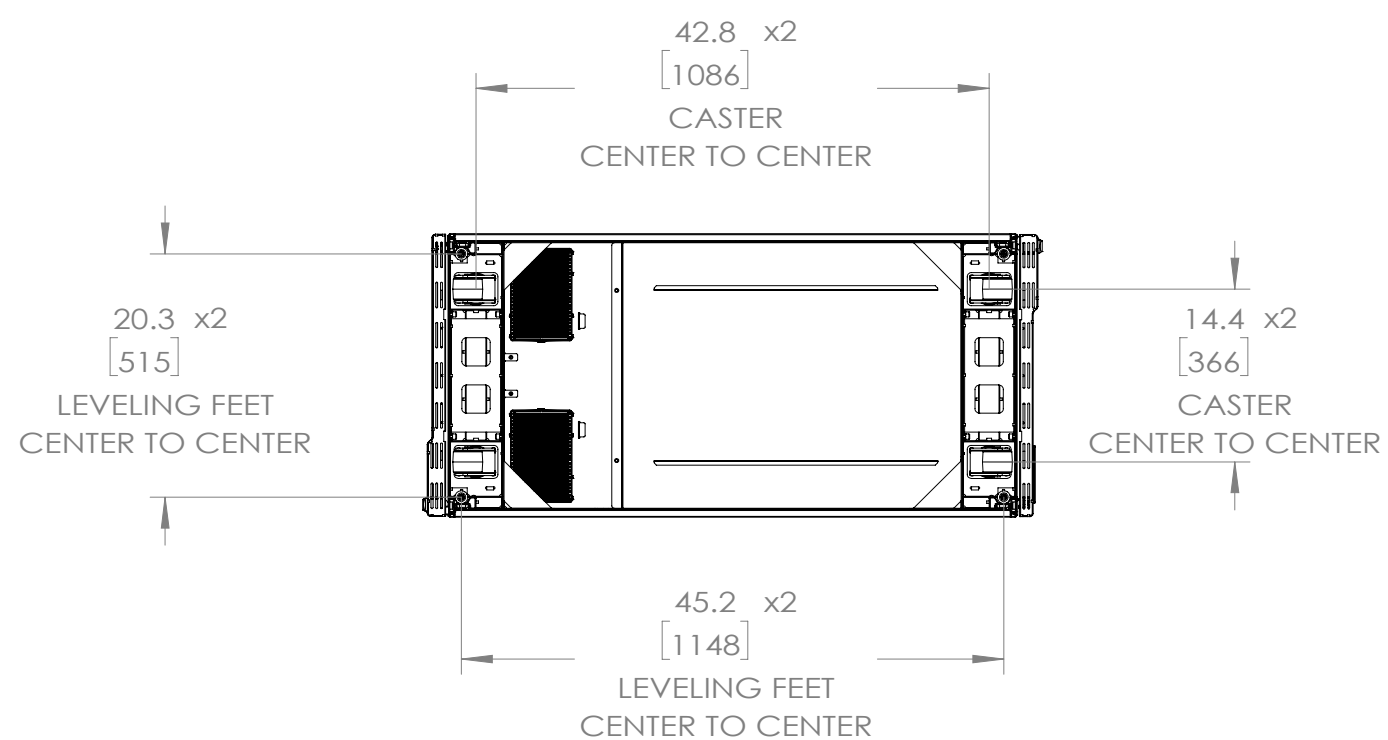 42.8 x2
[1086]
CASTER
CENTER TO CENTER
20.3 x2
[515]
LEVELING FEET
CENTER TO CENTER
14.4 x2
[366]
CASTER
CENTER TO CENTER
45.2 x2
[1148]
LEVELING FEET
CENTER TO CENTER